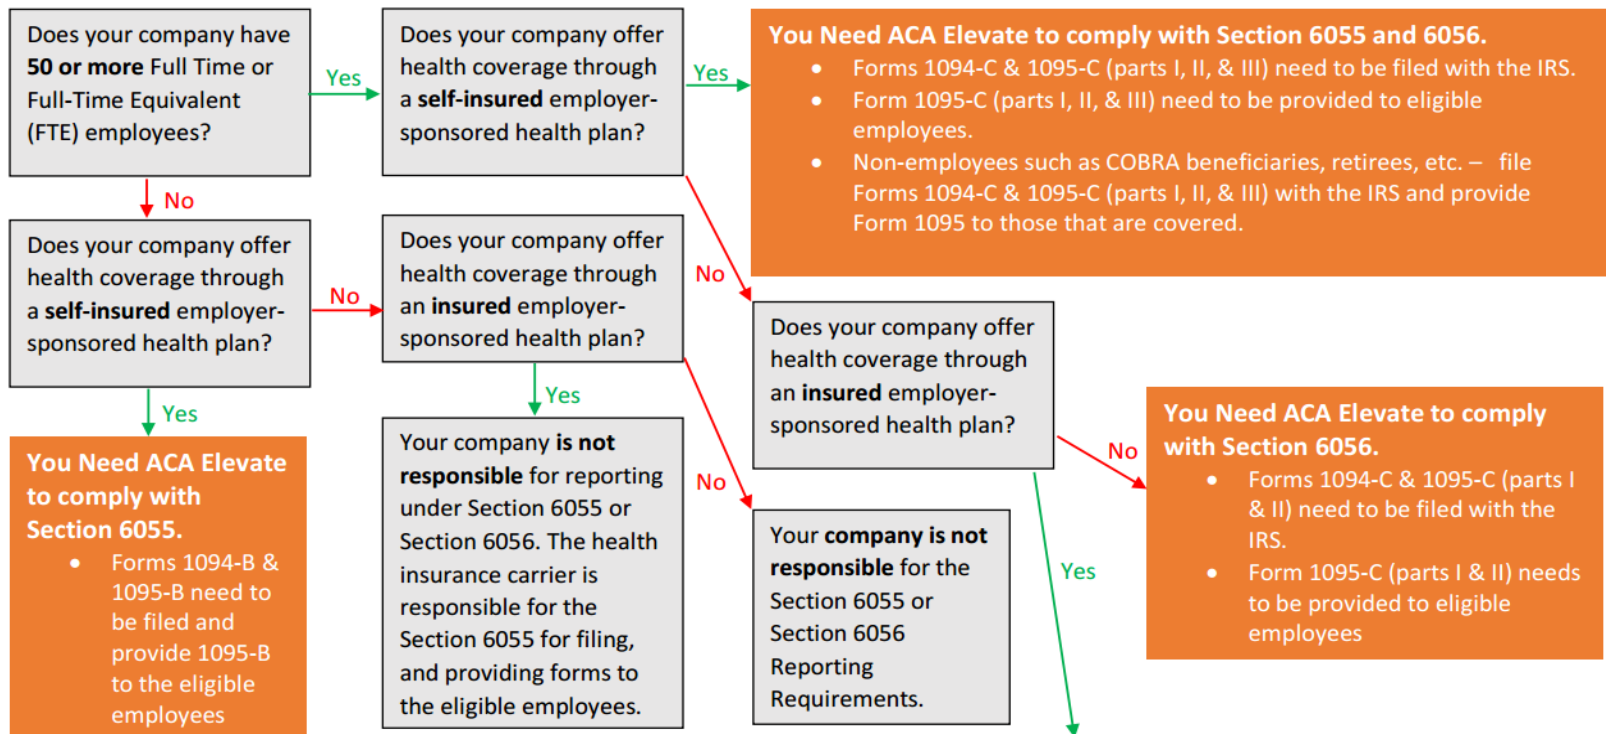 Does your company have
50 or more Full Time or
Full-Time Equivalent
(FTE) employees?
Yes
Does your company offer
health coverage through
a self-insured employer-
sponsored health plan?
Yes
You Need ACA Elevate to comply with Section 6055 and 6056.
• Forms 1094-C & 1095-C (parts I, II, & III) need to be filed with the IRS.
• Form 1095-C (parts I, II, & III) need to be provided to eligible
employees.
• Non-employees such as COBRA beneficiaries, retirees, etc. – file
Forms 1094-C & 1095-C (parts I, II, & III) with the IRS and provide
Form 1095 to those that are covered.
No
Does your company offer
health coverage through
a self-insured employer-
sponsored health plan?
No
Does your company offer
health coverage through
an insured employer-
sponsored health plan?
No
Does your company offer
health coverage through
an insured employer-
sponsored health plan?
No
You Need ACA Elevate to comply
with Section 6056.
• Forms 1094-C & 1095-C (parts I
& II) need to be filed with the
IRS.
• Form 1095-C (parts I & II) needs
to be provided to eligible
employees
Yes
You Need ACA Elevate
to comply with
Section 6055.
• Forms 1094-B &
1095-B need to
be filed and
provide 1095-B
to the eligible
employees
Yes
Your company is not
responsible for reporting
under Section 6055 or
Section 6056. The health
insurance carrier is
responsible for the
Section 6055 for filing,
and providing forms to
the eligible employees.
No
Your company is not
responsible for the
Section 6055 or
Section 6056
Reporting
Requirements.
Yes